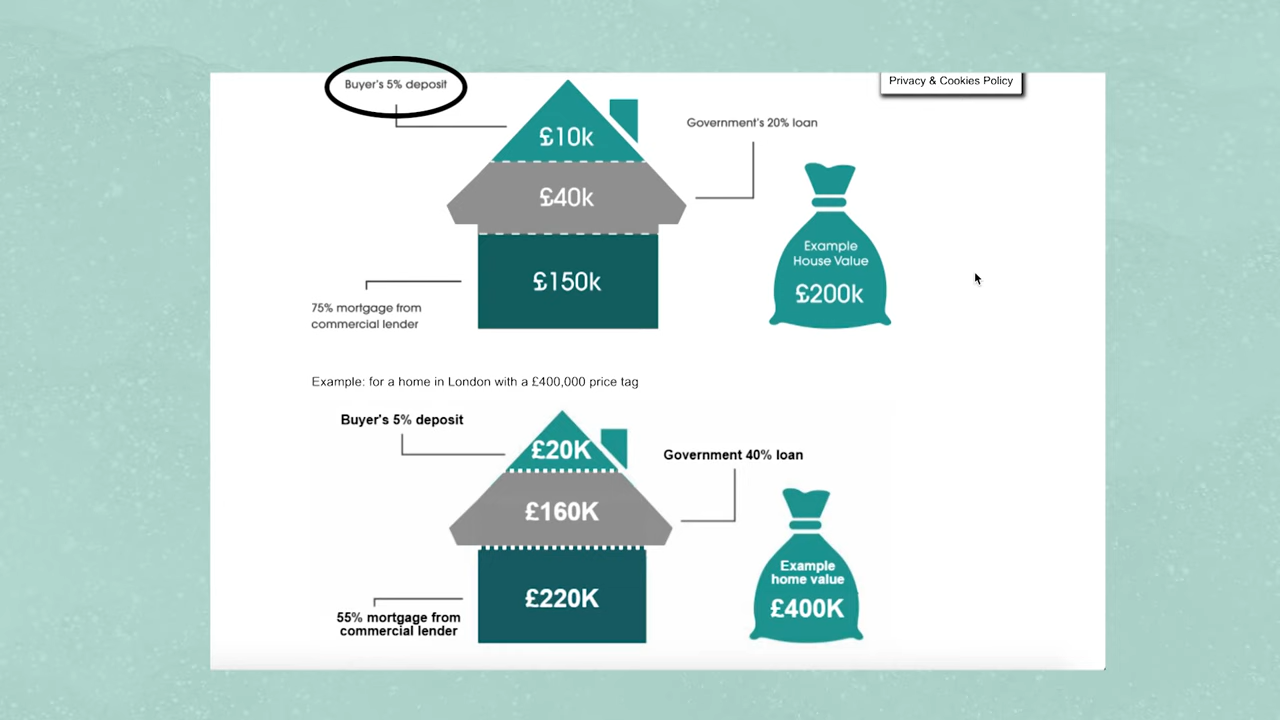 Buyer's 5% deposit
Privacy & Cookies Policy
£10k
Government's 20% loan
£40k
Example
House Value
£200k
£150k
75% mortgage from
commercial lender
Example: for a home in London with a £400,000 price tag
Buyer's 5% deposit
£20K
Government 40% loan
£160K
Example
home value
£400K
£220K
55% mortgage from
commercial lender